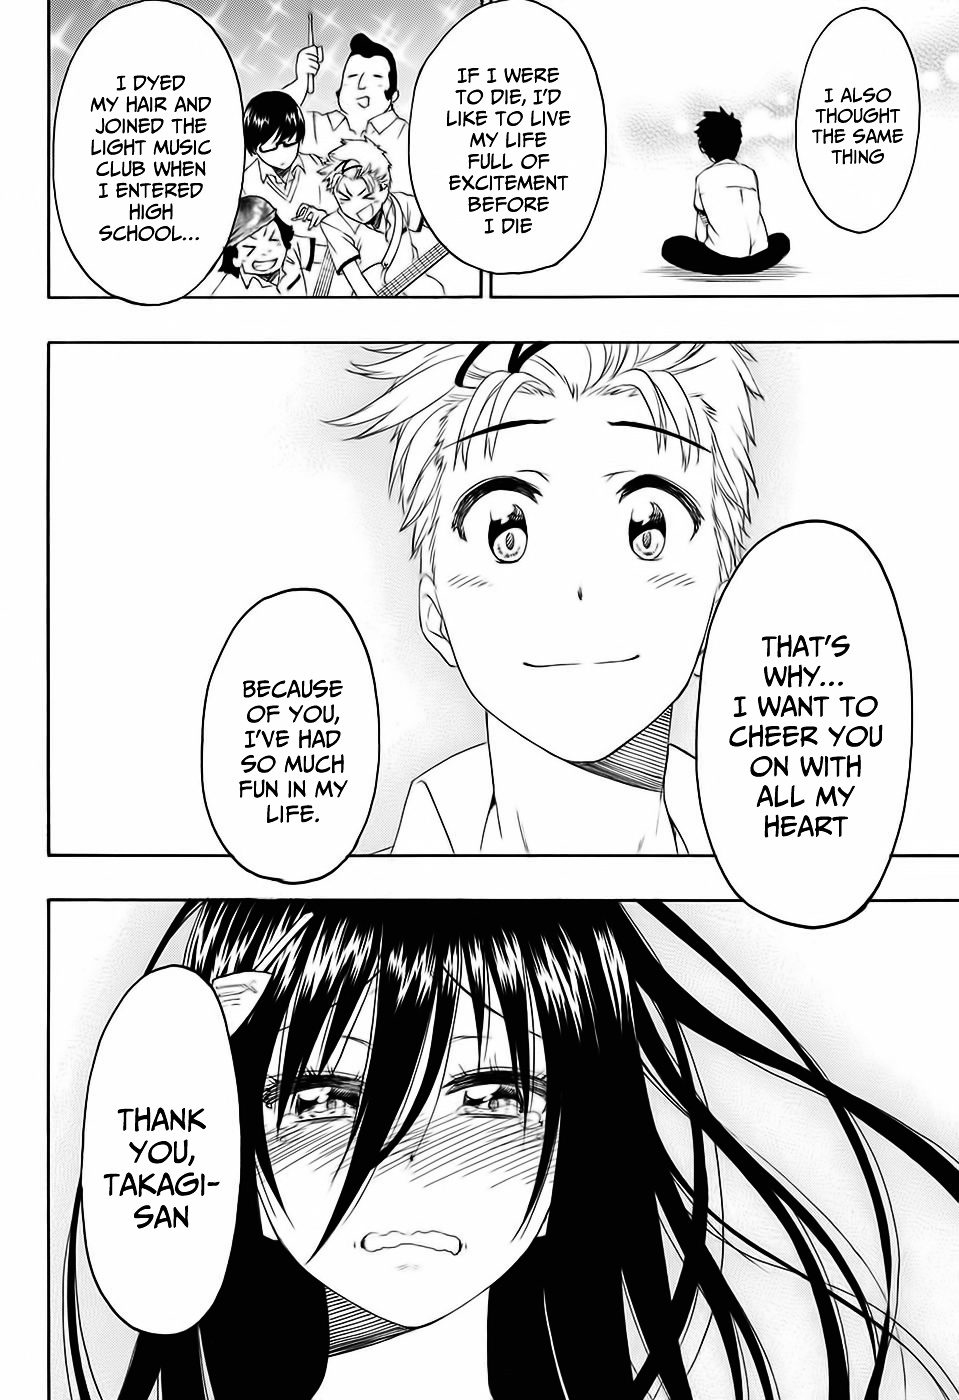 I ALSO
THOUGHT
THE SAME
THING
IF I WERE
TO DIE, I'D
LIKE TO LIVE
MY LIFE
FULL OF
EXCITEMENT
BEFORE
I DIE
I DYED
MY HAIR AND
JOINED THE
LIGHT MUSIC
CLUB WHEN
I ENTERED
HIGH
SCHOOL...
THAT'S
WHY...
I WANT TO
CHEER YOU
ON WITH
ALL MY
HEART
BECAUSE
OF YOU,
I'VE HAD
SO MUCH
FUN IN MY
LIFE.
THANK
YOU,
TAKAGI-
SAN